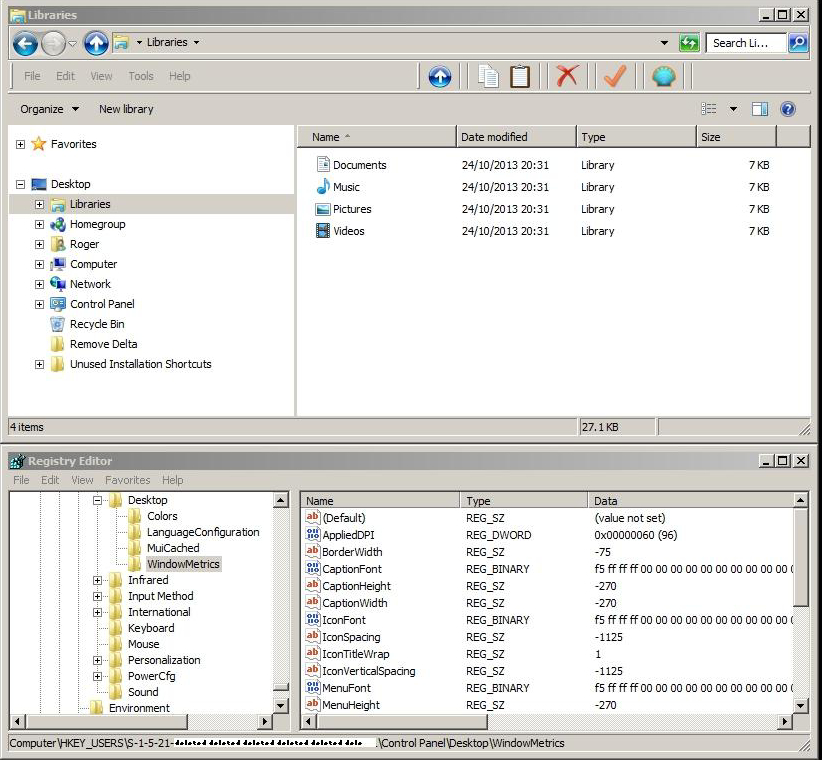 Libraries
Libraries
Search Li...
File Edit View Tools Help
Organize New library
Name Date modified Type Size
Favorites
Desktop
Libraries
Homegroup
Roger
Computer
Network
Control Panel
Recycle Bin
Remove Delta
Unused Installation Shortcuts
Documents 24/10/2013 20:31 Library 7 KB
Music 24/10/2013 20:31 Library 7 KB
Pictures 24/10/2013 20:31 Library 7 KB
Videos 24/10/2013 20:31 Library 7 KB
4 items 27.1 KB
Registry Editor
File Edit View Favorites Help
Desktop
Colors
LanguageConfiguration
MuiCached
WindowMetrics
Infrared
Input Method
International
Keyboard
Mouse
Personalization
PowerCfg
Sound
Environment
Name Type Data
(Default) REG_SZ (value not set)
AppliedDPI REG_DWORD 0x00000060 (96)
BorderWidth REG_SZ -75
CaptionFont REG_BINARY f5 ff ff ff 00 00 00 00 00 00 00 00 00 0
CaptionHeight REG_SZ -270
CaptionWidth REG_SZ -270
IconFont REG_BINARY f5 ff ff ff 00 00 00 00 00 00 00 00 00 0
IconSpacing REG_SZ -1125
IconTitleWrap REG_SZ 1
IconVerticalSpacing REG_SZ -1125
MenuFont REG_BINARY f5 ff ff ff 00 00 00 00 00 00 00 00 00 0
MenuHeight REG_SZ -270
Computer\HKEY_USERS\S-1-5-21-deleted deleted deleted deleted deleted dele .\Control Panel\Desktop\WindowMetrics